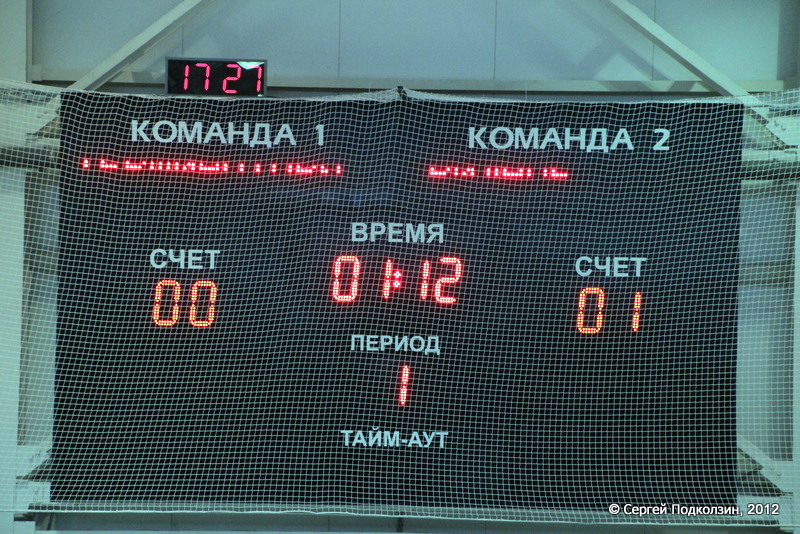 17 27
КОМАНДА 1
КОМАНДА 2
ВРЕМЯ
СЧЕТ
01:12
СЧЕТ
00
01
ПЕРИОД
1
ТАЙМ-АУТ
© Сергей Подколзин, 2012